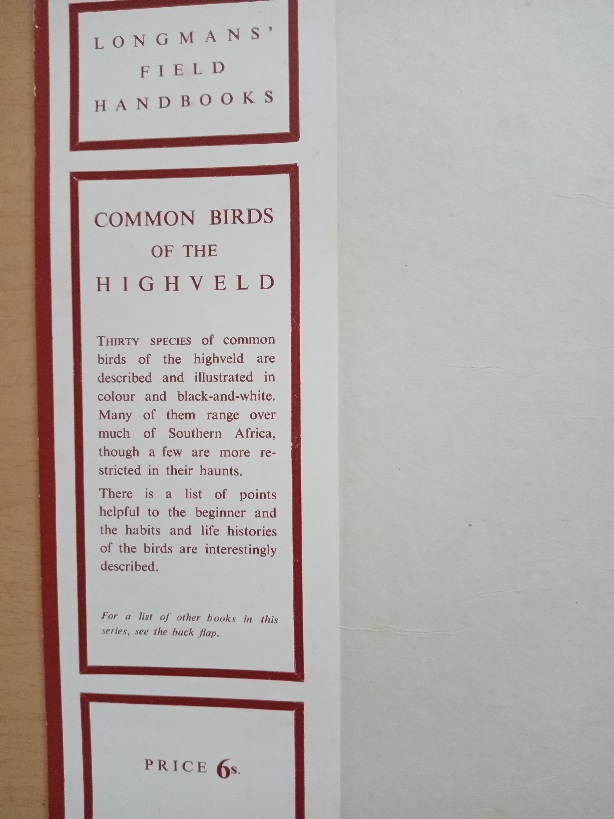 LONGMANS'
FIELD
HANDBOOKS
COMMON BIRDS
OF THE
HIGHVELD
THIRTY SPECIES of common
birds of the highveld are
described and illustrated in
colour and black-and-white.
Many of them range over
much of Southern Africa,
though a few are more re-
stricted in their haunts.
There is a list of points
helpful to the beginner and
the habits and life histories
of the birds are interestingly
described.
For a list of other books in this
series, see the back flap.
PRICE 6s.